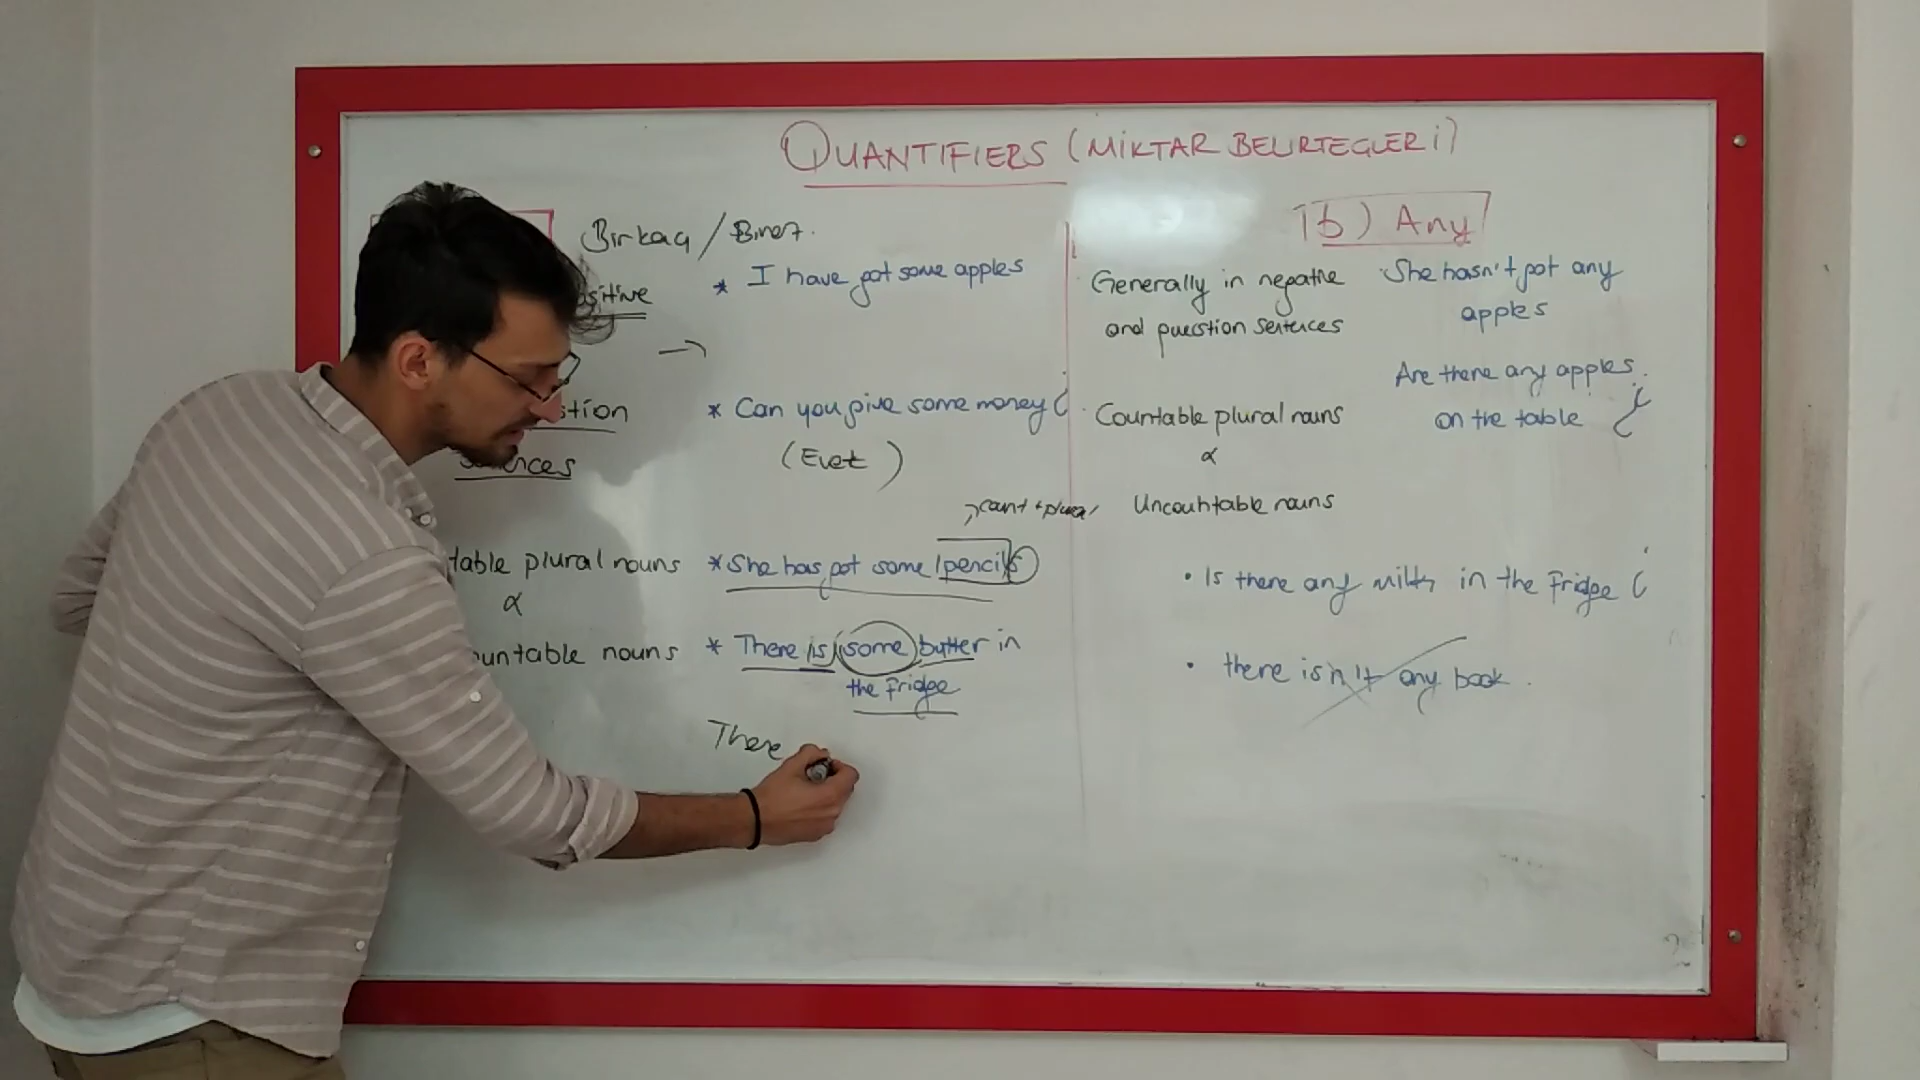 QUANTIFIERS (MİKTAR BELİRTEÇLERİ)
Birkaç / Biraz.
* I have got some apples
* Can you give some money?
(Evet)
count + plural
table plural nouns * She has got some pencils
&
untable nouns * There is some butter in
the fridge
There
1b) Any
Generally in negative
and question sentences
She hasn't got any
apples
Are there any apples
on the table ?
Countable plural nouns
&
Uncountable nouns
• Is there any milk in the fridge ?
• there isn't any book.